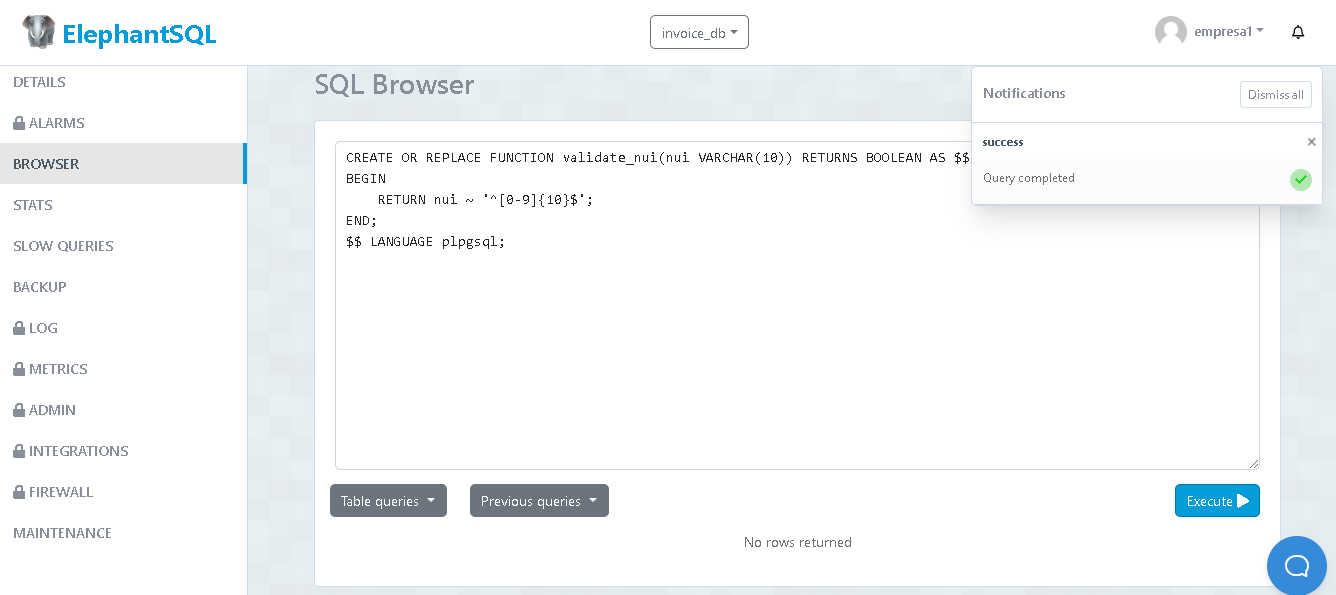 ElephantSQL
invoice_db
empresa1
DETAILS
ALARMS
BROWSER
STATS
SLOW QUERIES
BACKUP
LOG
METRICS
ADMIN
INTEGRATIONS
FIREWALL
MAINTENANCE
SQL Browser
Notifications
Dismiss all
success
×
Query completed
CREATE OR REPLACE FUNCTION validate_nui(nui VARCHAR(10)) RETURNS BOOLEAN AS $$
BEGIN
    RETURN nui ~ '^[0-9]{10}$';
END;
$$ LANGUAGE plpgsql;
Table queries
Previous queries
Execute
No rows returned